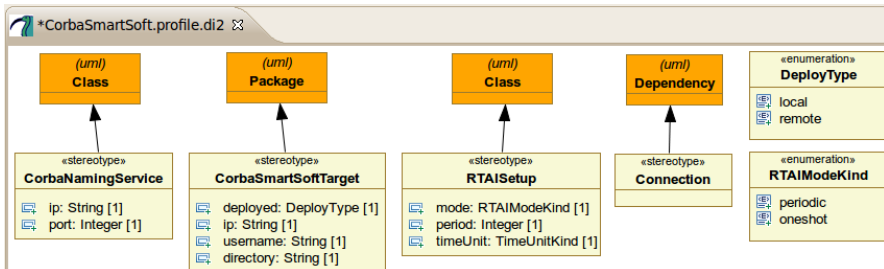 *CorbaSmartSoft.profile.di2
(uml)
Class
(uml)
Package
(uml)
Class
(uml)
Dependency
«enumeration»
DeployType
local
remote
«stereotype»
CorbaNamingService
ip: String [1]
port: Integer [1]
«stereotype»
CorbaSmartSoftTarget
deployed: DeployType [1]
ip: String [1]
username: String [1]
directory: String [1]
«stereotype»
RTAISetup
mode: RTAIModeKind [1]
period: Integer [1]
timeUnit: TimeUnitKind[1]
«stereotype»
Connection
«enumeration»
RTAIModeKind
periodic
oneshot